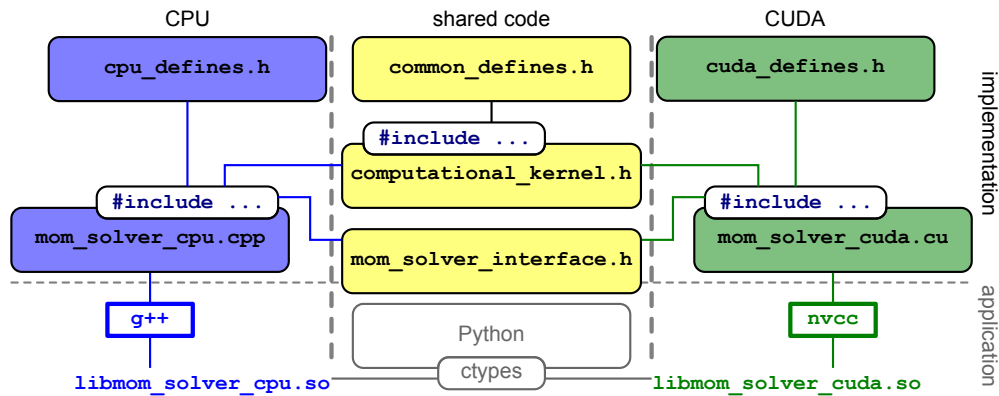 CPU
shared code
CUDA
cpu_defines.h
common_defines.h
cuda_defines.h
implementation
#include ...
computational_kernel.h
#include ...
#include ...
mom_solver_cpu.cpp
mom_solver_interface.h
mom_solver_cuda.cu
application
g++
Python
nvcc
ctypes
libmom_solver_cpu.so
libmom_solver_cuda.so